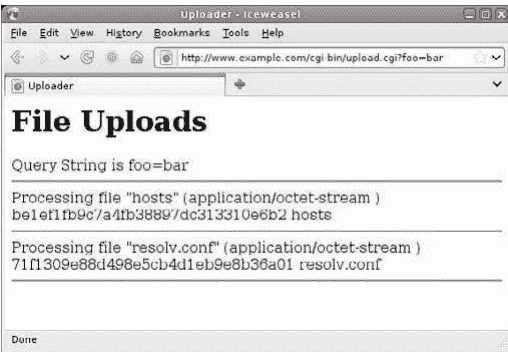 Uploader - Iceweasel
File Edit View History Bookmarks Tools Help
http://www.example.com/cgi-bin/upload.cgi?foo=bar
Uploader
File Uploads
Query String is foo=bar
Processing file "hosts" (application/octet-stream )
be1ef1fb9c7a4fb38897dc313310e6b2 hosts
Processing file "resolv.conf" (application/octet-stream )
71f1309e88d498e5cb4d1eb9e8b36a01 resolv.conf
Done